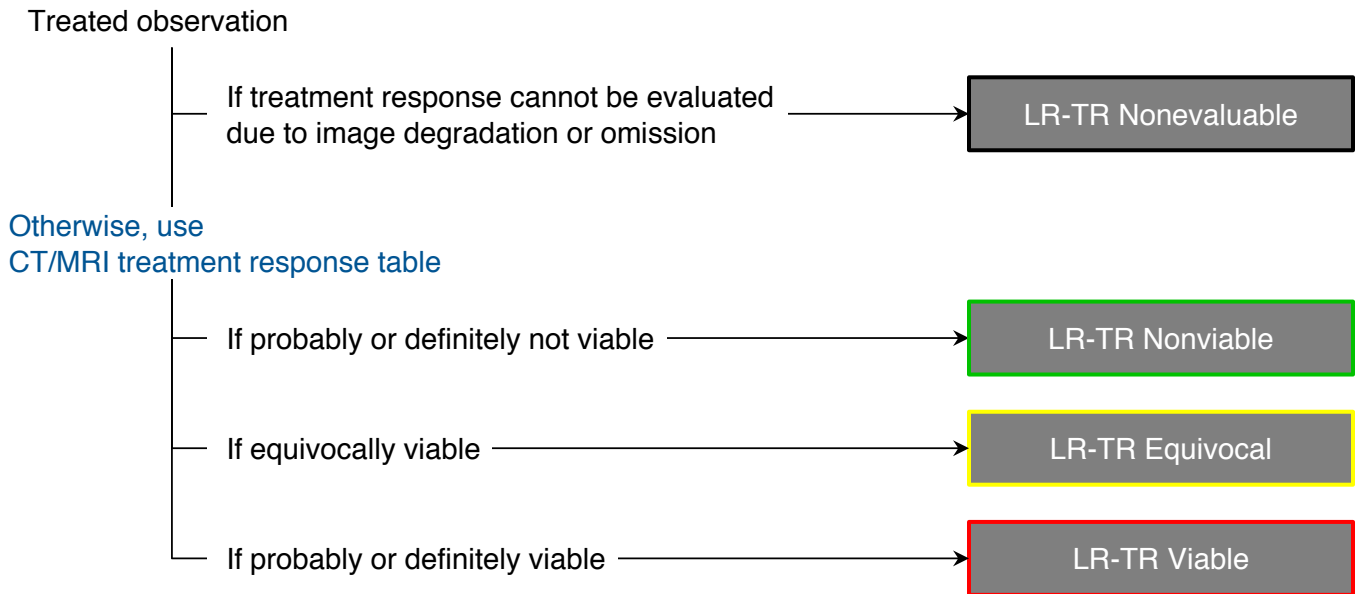 Treated observation
If treatment response cannot be evaluated
due to image degradation or omission
LR-TR Nonevaluable
Otherwise, use
CT/MRI treatment response table
If probably or definitely not viable
LR-TR Nonviable
If equivocally viable
LR-TR Equivocal
If probably or definitely viable
LR-TR Viable